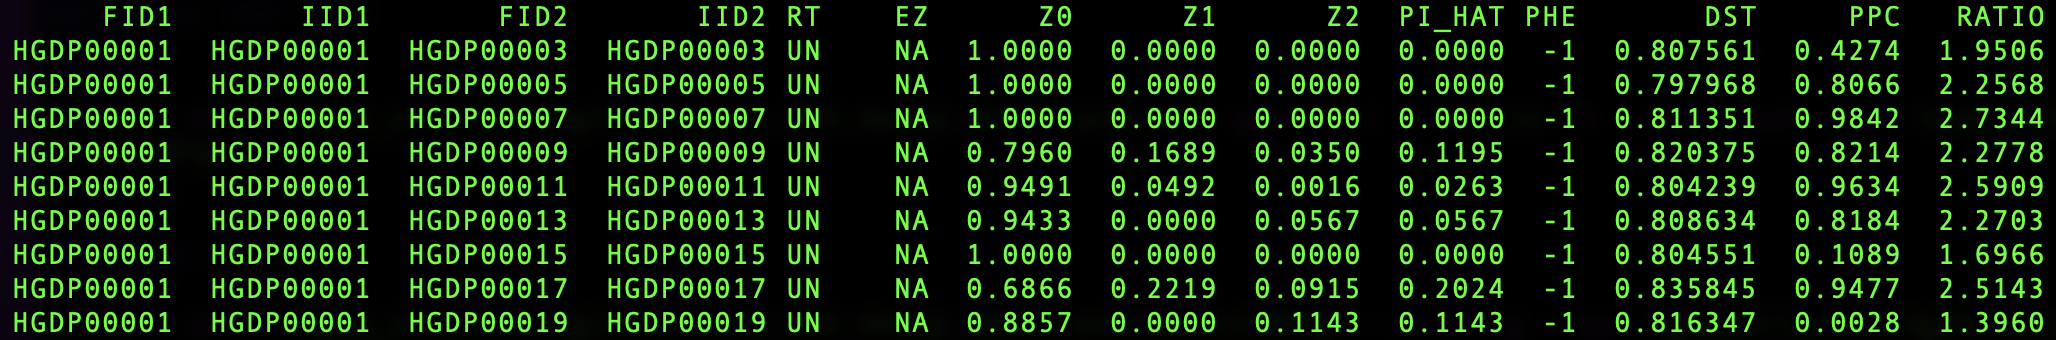 FID1 IID1 FID2 IID2 RT EZ Z0 Z1 Z2 PI_HAT PHE DST PPC RATIO
HGDP00001 HGDP00001 HGDP00003 HGDP00003 UN NA 1.0000 0.0000 0.0000 0.0000 -1 0.807561 0.4274 1.9506
HGDP00001 HGDP00001 HGDP00005 HGDP00005 UN NA 1.0000 0.0000 0.0000 0.0000 -1 0.797968 0.8066 2.2568
HGDP00001 HGDP00001 HGDP00007 HGDP00007 UN NA 1.0000 0.0000 0.0000 0.0000 -1 0.811351 0.9842 2.7344
HGDP00001 HGDP00001 HGDP00009 HGDP00009 UN NA 0.7960 0.1689 0.0350 0.1195 -1 0.820375 0.8214 2.2778
HGDP00001 HGDP00001 HGDP00011 HGDP00011 UN NA 0.9491 0.0492 0.0016 0.0263 -1 0.804239 0.9634 2.5909
HGDP00001 HGDP00001 HGDP00013 HGDP00013 UN NA 0.9433 0.0000 0.0567 0.0567 -1 0.808634 0.8184 2.2703
HGDP00001 HGDP00001 HGDP00015 HGDP00015 UN NA 1.0000 0.0000 0.0000 0.0000 -1 0.804551 0.1089 1.6966
HGDP00001 HGDP00001 HGDP00017 HGDP00017 UN NA 0.6866 0.2219 0.0915 0.2024 -1 0.835845 0.9477 2.5143
HGDP00001 HGDP00001 HGDP00019 HGDP00019 UN NA 0.8857 0.0000 0.1143 0.1143 -1 0.816347 0.0028 1.3960